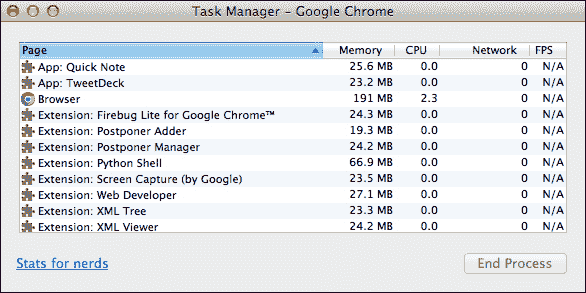 Task Manager – Google Chrome
Page Memory CPU Network FPS
App: Quick Note 25.6 MB 0.0 0 N/A
App: TweetDeck 23.2 MB 0.0 0 N/A
Browser 191 MB 2.3 0 N/A
Extension: Firebug Lite for Google Chrome™ 24.3 MB 0.0 0 N/A
Extension: Postponer Adder 19.3 MB 0.0 0 N/A
Extension: Postponer Manager 24.2 MB 0.0 0 N/A
Extension: Python Shell 66.9 MB 0.0 0 N/A
Extension: Screen Capture (by Google) 23.5 MB 0.0 0 N/A
Extension: Web Developer 27.1 MB 0.0 0 N/A
Extension: XML Tree 23.3 MB 0.0 0 N/A
Extension: XML Viewer 24.2 MB 0.0 0 N/A
Stats for nerds End Process